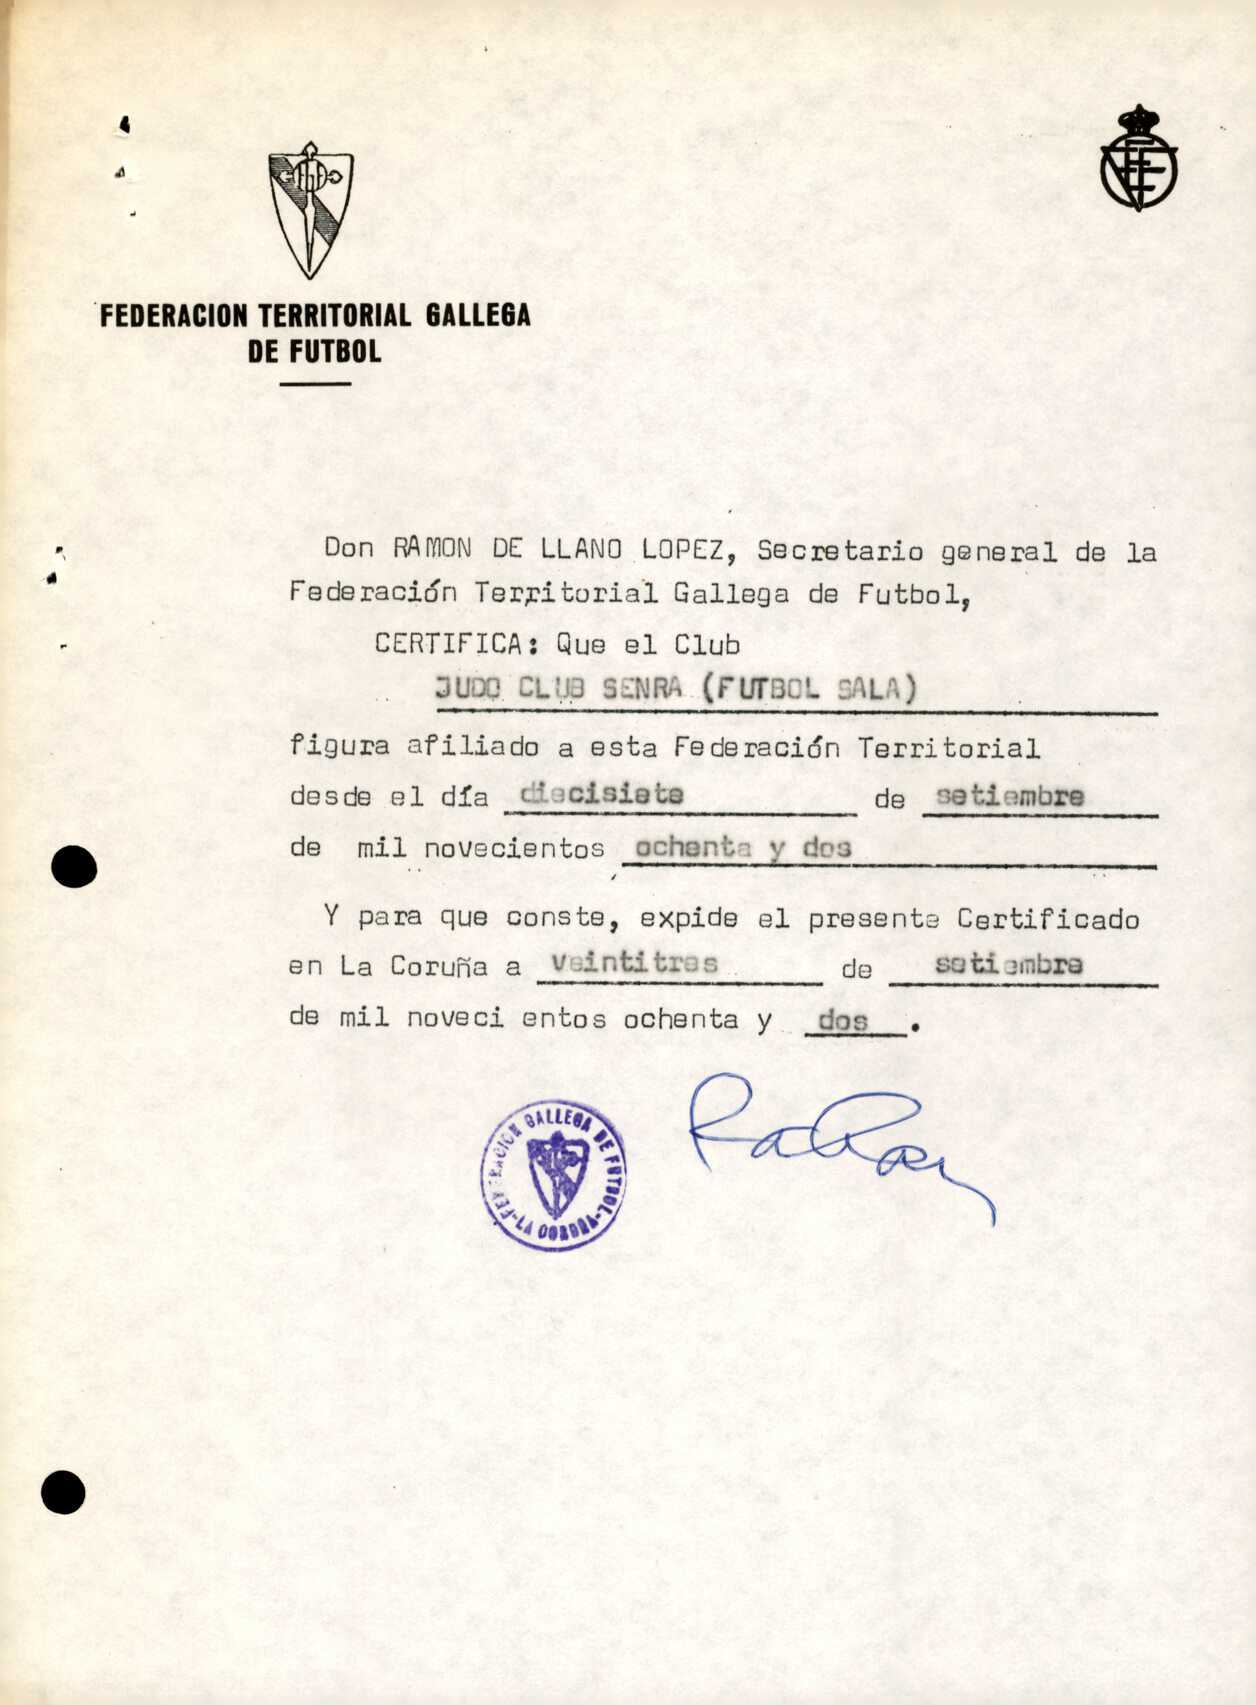 FEDERACION TERRITORIAL GALLEGA
DE FUTBOL
Don RAMON DE LLANO LOPEZ, Secretario general de la
Federación Territorial Gallega de Futbol,
CERTIFICA: Que el Club
JUDO CLUB SENRA (FUTBOL SALA)
figura afiliado a esta Federación Territorial
desde el día diecisiete de setiembre
de mil novecientos ochenta y dos
Y para que conste, expide el presente Certificado
en La Coruña a veintitres de setiembre
de mil noveci entos ochenta y dos.
FEDERACION GALLEGA DE FUTBOL - LA CORUÑA -